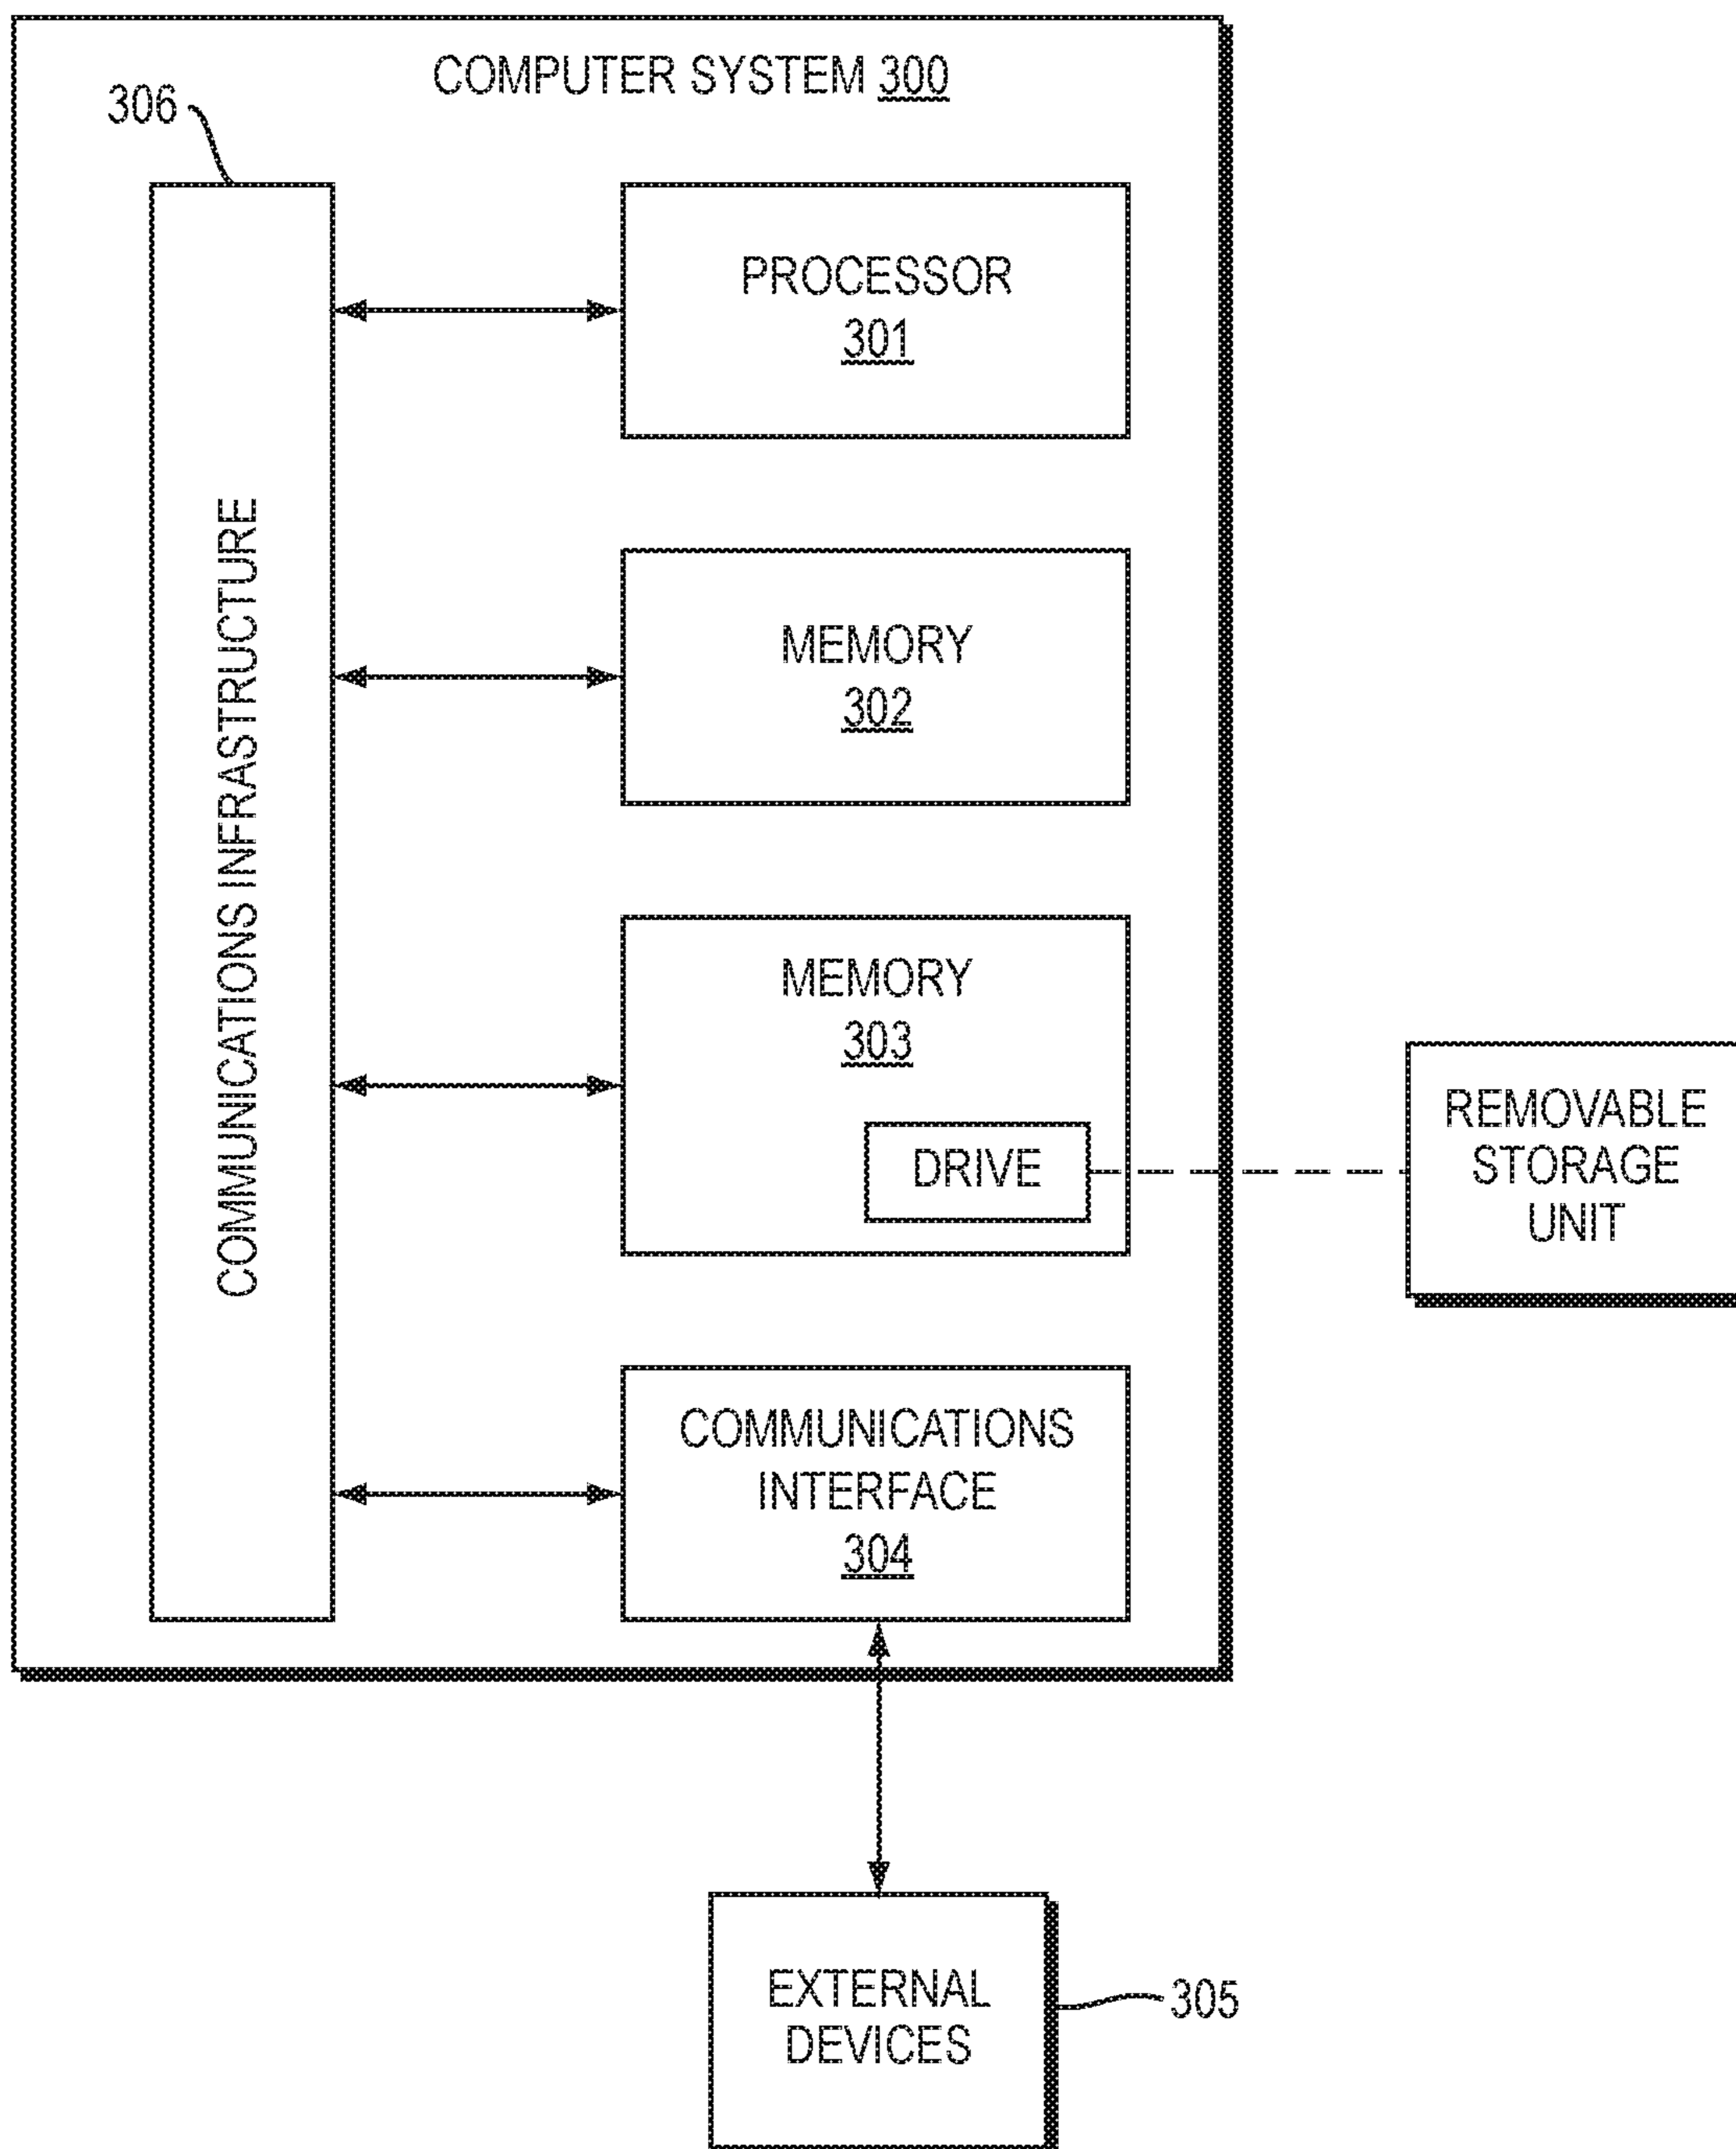 COMPUTER SYSTEM 300
306
PROCESSOR
301
COMMUNICATIONS INFRASTRUCTURE
MEMORY
302
MEMORY
303
DRIVE
REMOVABLE
STORAGE
UNIT
COMMUNICATIONS
INTERFACE
304
EXTERNAL
DEVICES
305